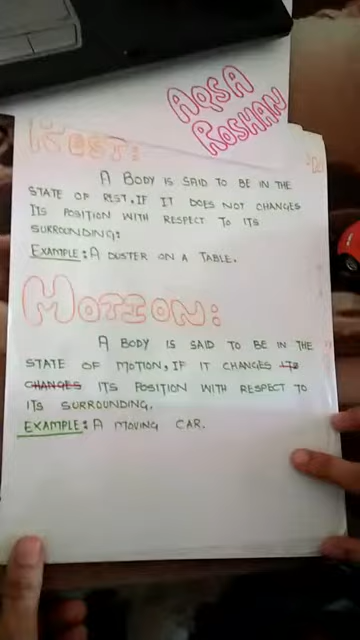 AQSA
ROSHAN
REST:
A BODY IS SAID TO BE IN THE
STATE OF REST, IF IT DOES NOT CHANGES
ITS POSITION WITH RESPECT TO ITS
SURROUNDING:
EXAMPLE: A DUSTER ON A TABLE.
MOTION:
A BODY IS SAID TO BE IN THE
STATE OF MOTION, IF IT CHANGES ITS
CHANGES ITS POSITION WITH RESPECT TO
ITS SURROUNDING.
EXAMPLE: A MOVING CAR.